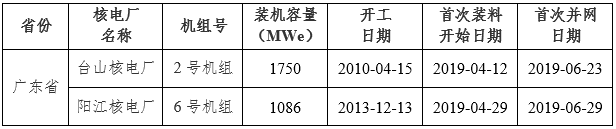 省份 核电厂名称 机组号 装机容量（MWe） 开工日期 首次装料开始日期 首次并网日期
广东省 台山核电厂 2号机组 1750 2010-04-15 2019-04-12 2019-06-23
阳江核电厂 6号机组 1086 2013-12-13 2019-04-29 2019-06-29